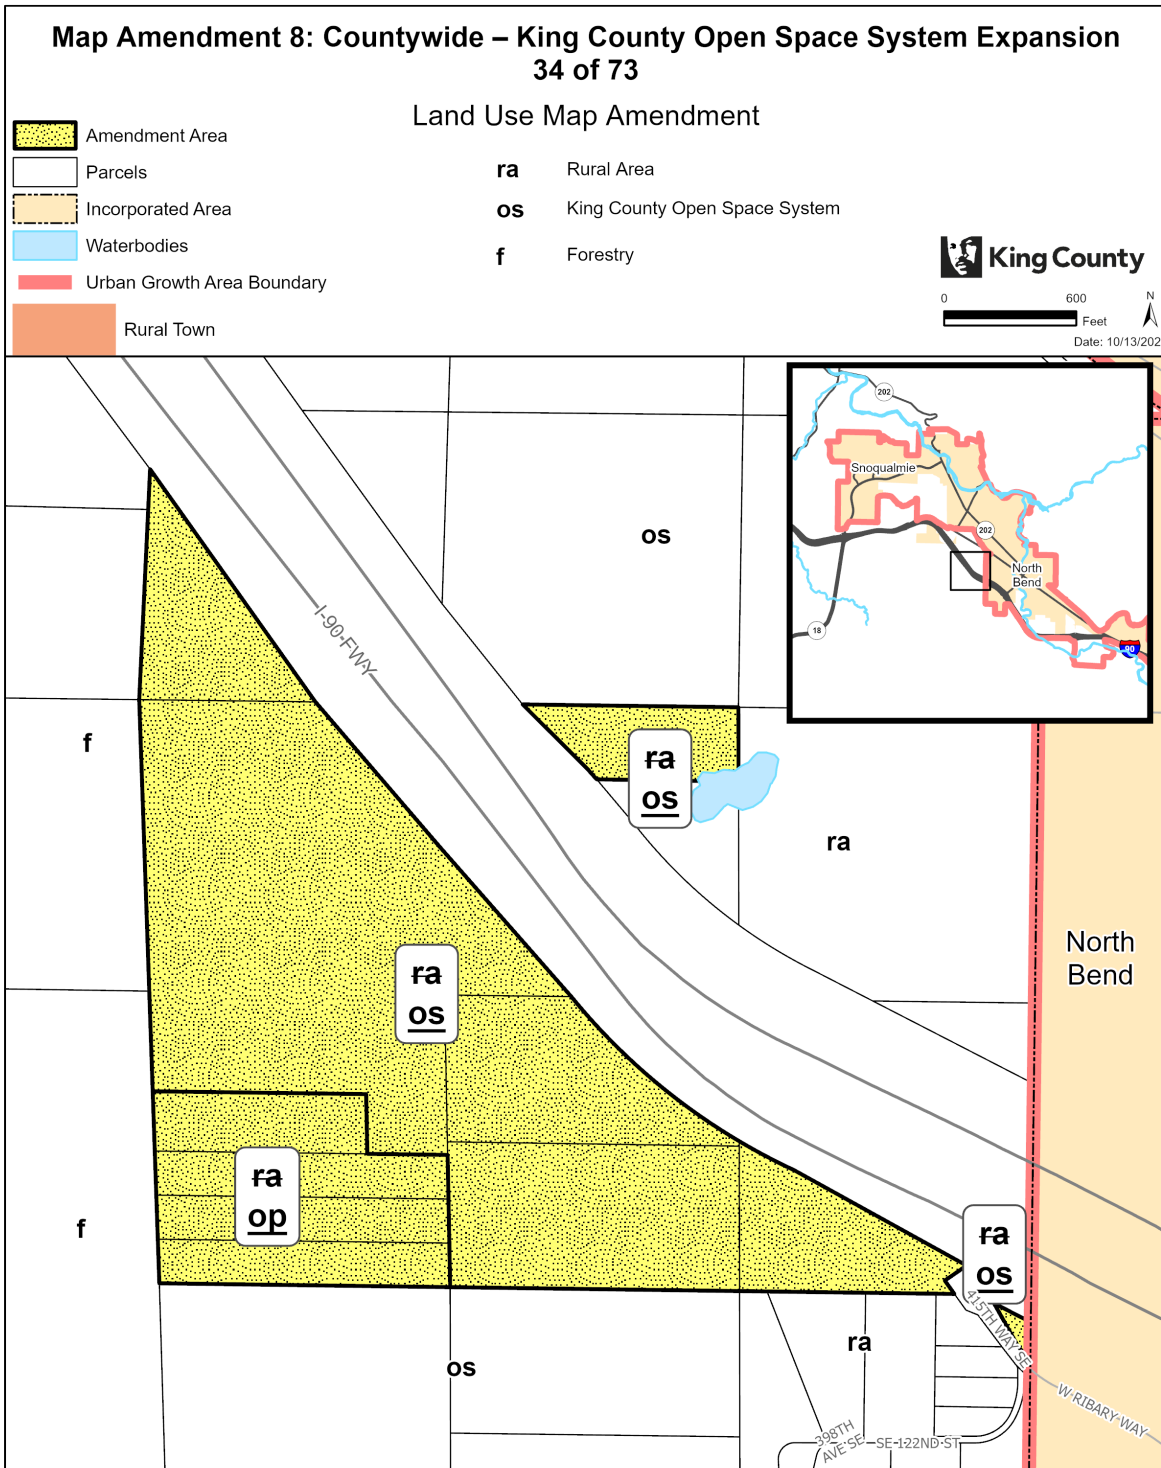 Map Amendment 8: Countywide – King County Open Space System Expansion
34 of 73
Land Use Map Amendment
Amendment Area
Parcels
Incorporated Area
Waterbodies
Urban Growth Area Boundary
Rural Town
ra Rural Area
os King County Open Space System
f Forestry
King County
0 600
Feet
N
Date: 10/13/202
202
Snoqualmie
202
North
Bend
18
90
os
I-90-FWY
f
ra
os
ra
North
Bend
ra
os
ra
op
f
ra
os
415TH WAY SE
ra
os
W-RIBARY-WAY
398TH
AVE SE
SE-122ND ST